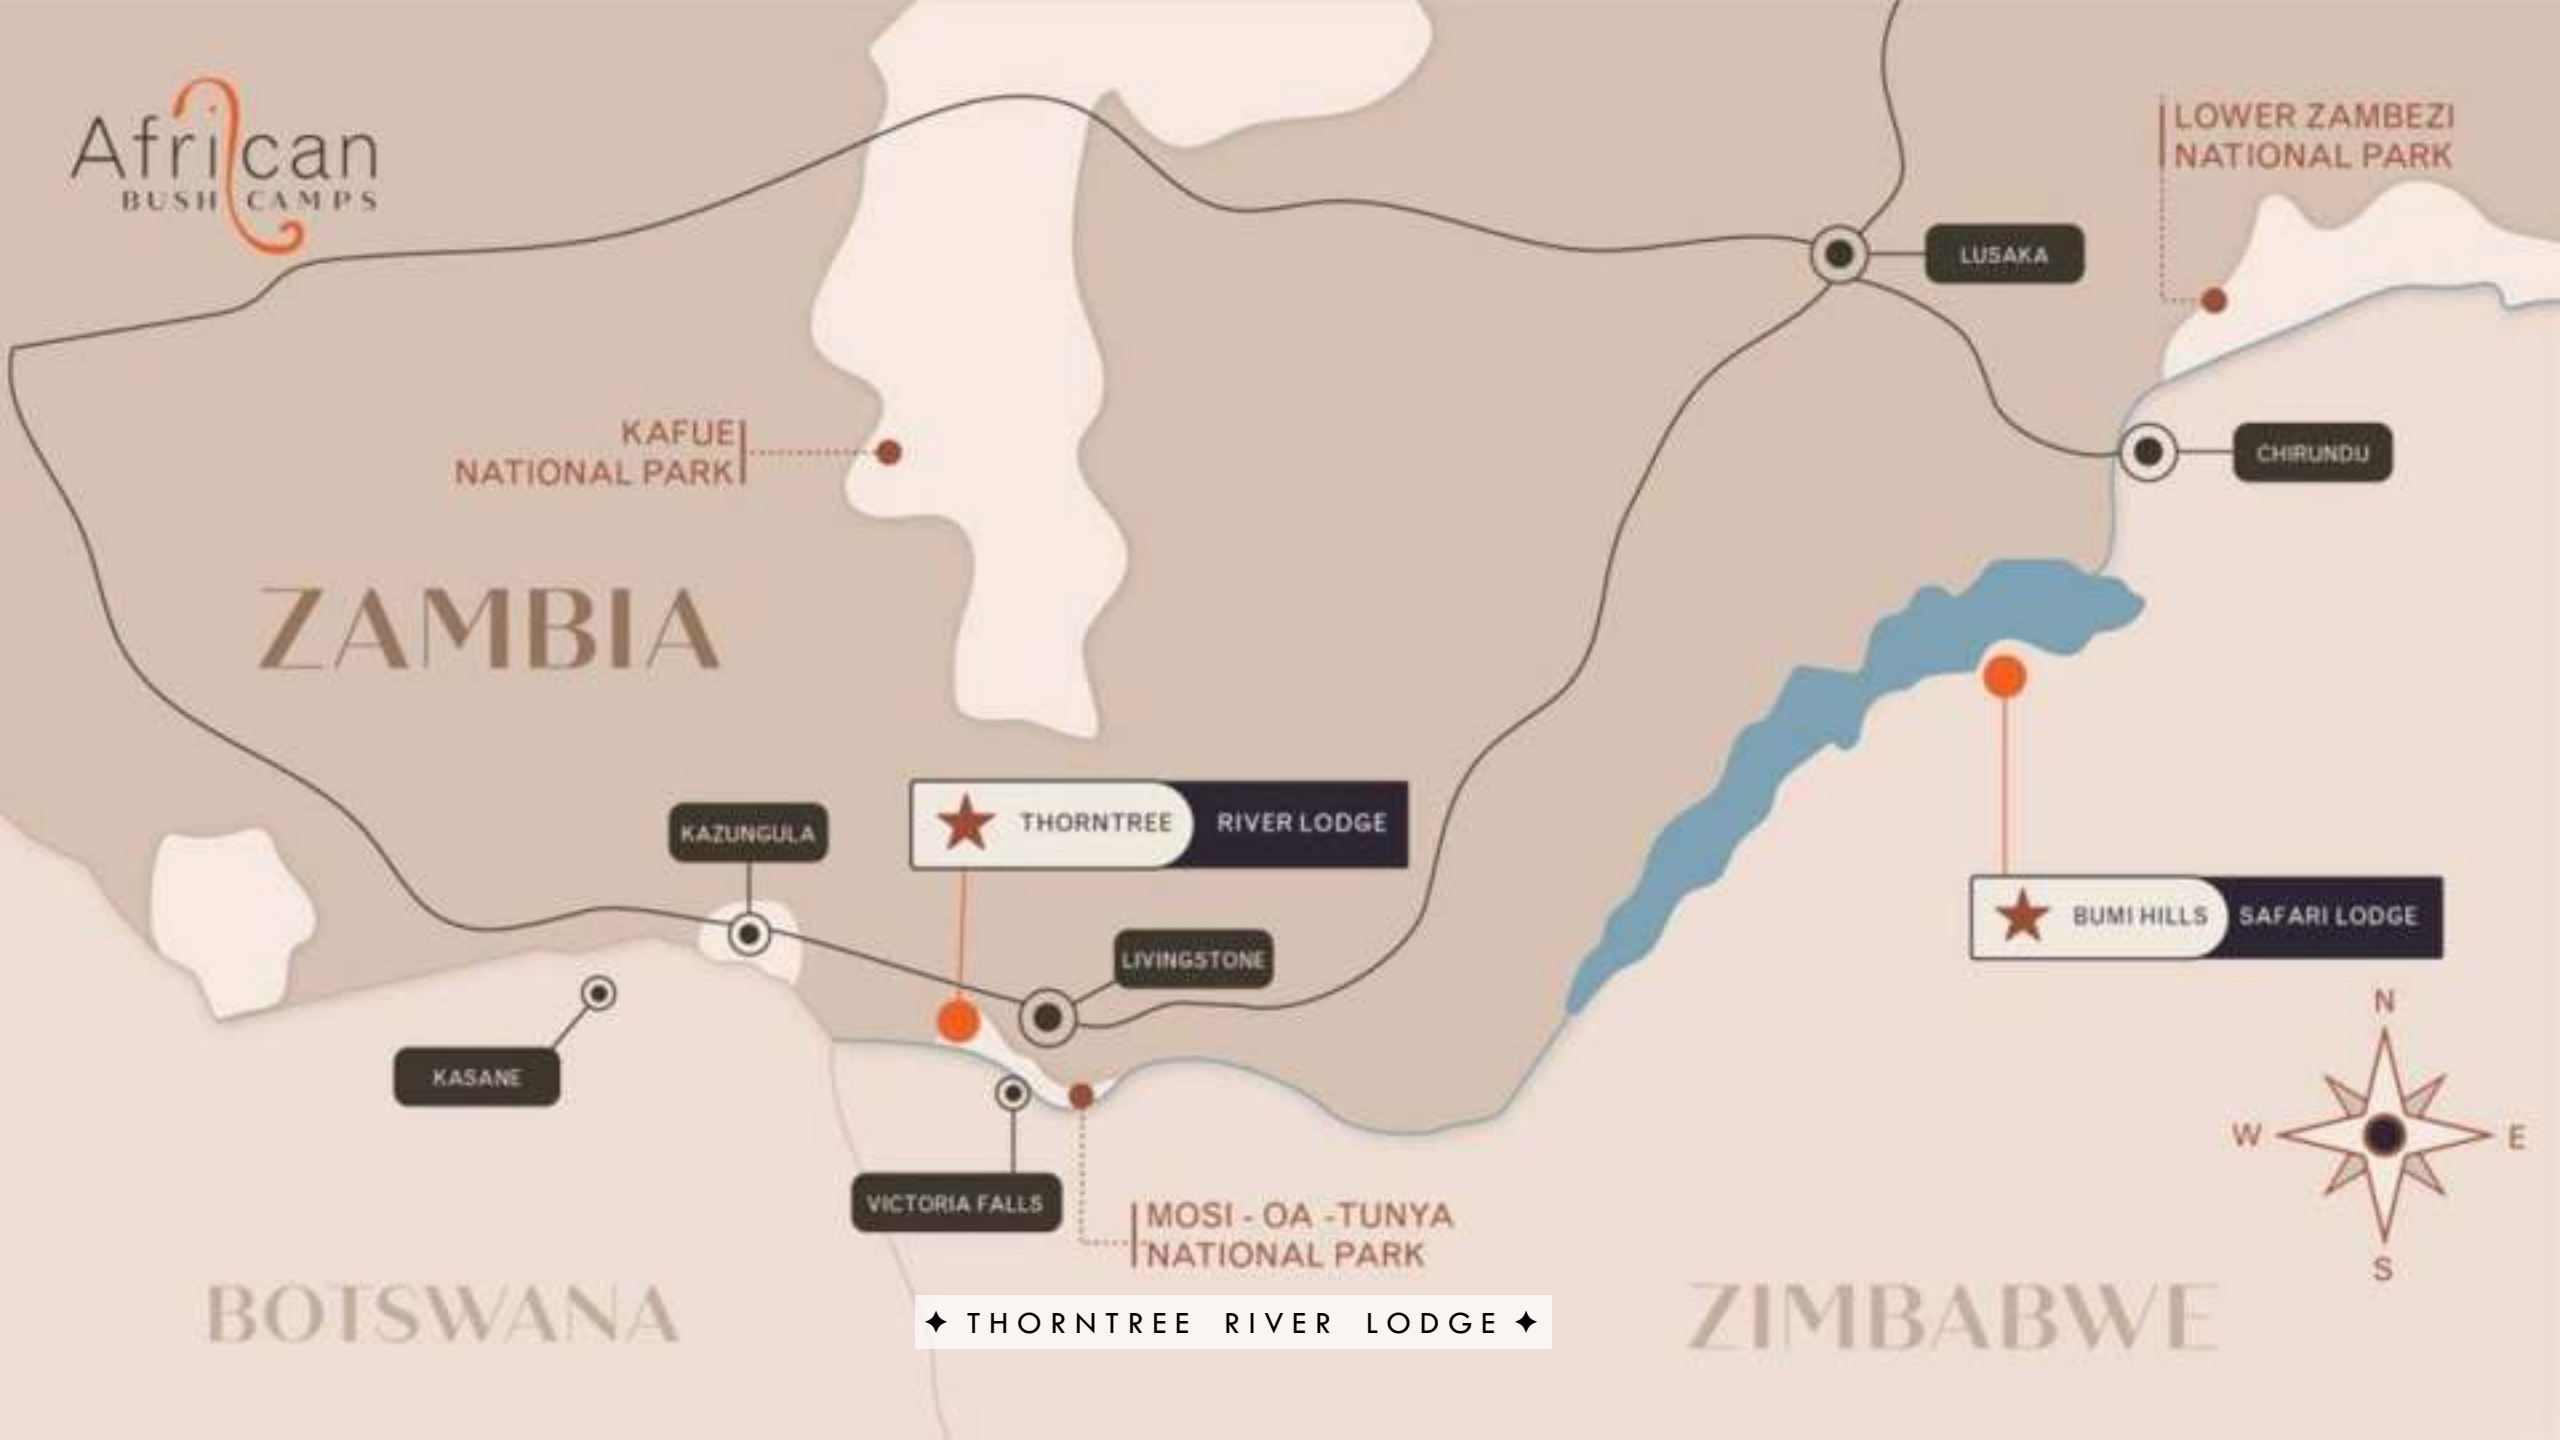 African
BUSH CAMPS
LOWER ZAMBEZI
NATIONAL PARK
LUSAKA
KAFUE
NATIONAL PARK
CHIRUNDU
ZAMBIA
KAZUNGULA
THORNTREE RIVER LODGE
LIVINGSTONE
BUMI HILLS SAFARI LODGE
KASANE
N
W
E
S
VICTORIA FALLS
MOSI - OA -TUNYA
NATIONAL PARK
BOTSWANA
THORNTREE RIVER LODGE
ZIMBABWE